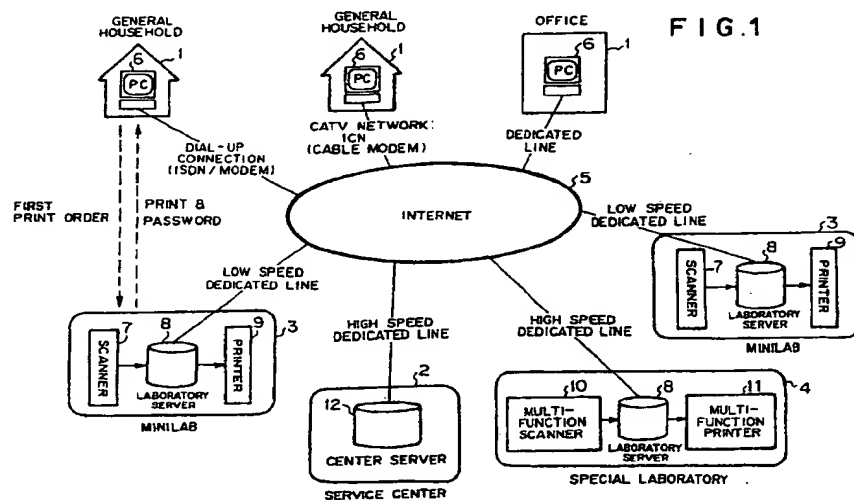 FIG.1
GENERAL
HOUSEHOLD
1
6
PC
GENERAL
HOUSEHOLD
1
6
PC
OFFICE
1
6
PC
DIAL-UP
CONNECTION
(ISDN/MODEM)
CATV NETWORK:
ICN
(CABLE MODEM)
DEDICATED
LINE
FIRST
PRINT ORDER
PRINT &
PASSWORD
5
INTERNET
LOW SPEED
DEDICATED LINE
LOW SPEED
DEDICATED LINE
HIGH SPEED
DEDICATED LINE
HIGH SPEED
DEDICATED LINE
3
7
SCANNER
8
LABORATORY
SERVER
9
PRINTER
MINILAB
3
7
SCANNER
8
LABORATORY
SERVER
9
PRINTER
MINILAB
2
12
CENTER SERVER
SERVICE CENTER
4
10
MULTI-
FUNCTION
SCANNER
8
LABORATORY
SERVER
11
MULTI-
FUNCTION
PRINTER
SPECIAL LABORATORY